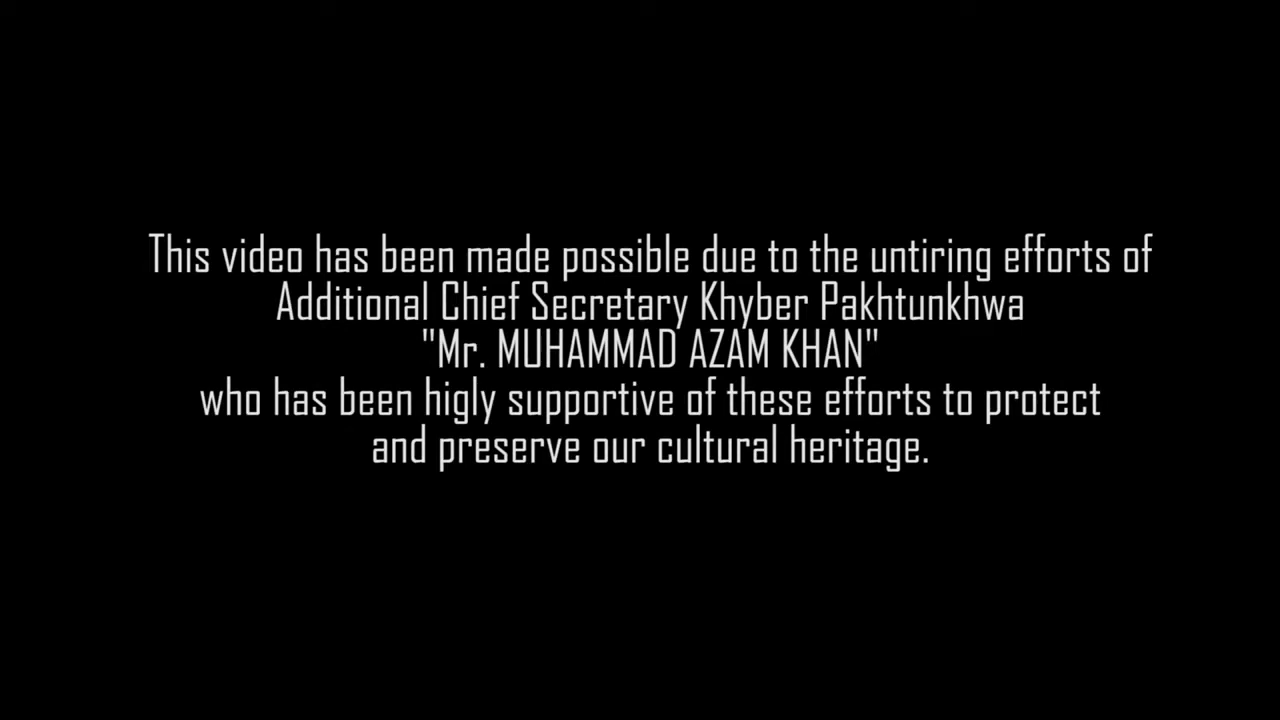 This video has been made possible due to the untiring efforts of
Additional Chief Secretary Khyber Pakhtunkhwa
"Mr. MUHAMMAD AZAM KHAN"
who has been higly supportive of these efforts to protect
and preserve our cultural heritage.